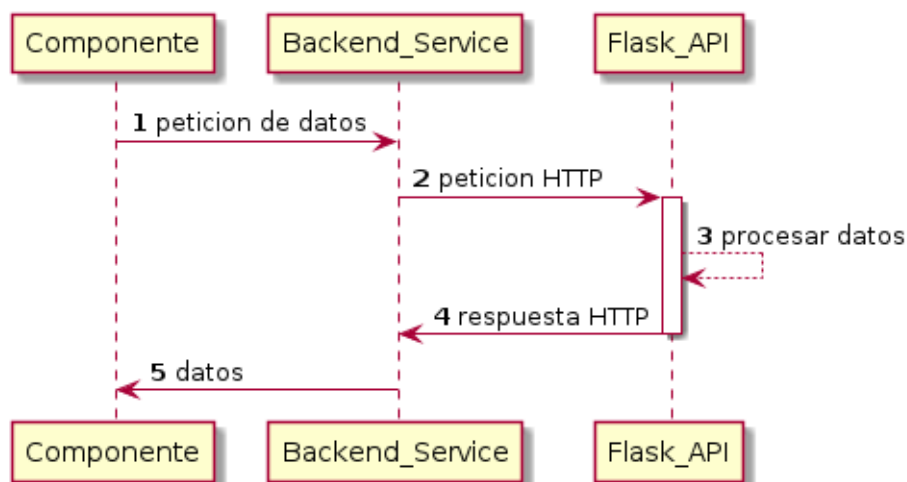 Componente
Backend_Service
Flask_API
1 peticion de datos
2 peticion HTTP
3 procesar datos
4 respuesta HTTP
5 datos
Componente
Backend_Service
Flask_API